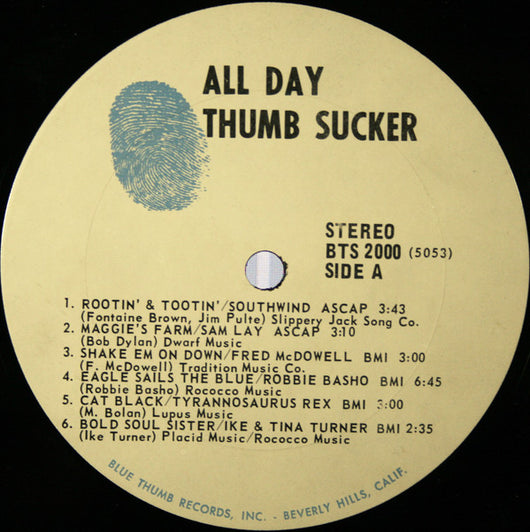 ALL DAY
THUMB SUCKER
STEREO
BTS 2000 (5053)
SIDE A
1. ROOTIN' & TOOTIN'/SOUTHWIND ASCAP 3:43
(Fontaine Brown, Jim Pulte) Slippery Jack Song Co.
2. MAGGIE'S FARM/SAM LAY ASCAP 3:10
(Bob Dylan) Dwarf Music
3. SHAKE EM ON DOWN/FRED McDOWELL BMI 3:00
(F. McDowell) Tradition Music Co.
4. EAGLE SAILS THE BLUE/ROBBIE BASHO BMI 6:45
(Robbie Basho) Rococco Music
5. CAT BLACK/TYRANNOSAURUS REX BMI 3:00
(M. Bolan) Lupus Music
6. BOLD SOUL SISTER/IKE & TINA TURNER BMI 2:35
(Ike Turner) Placid Music/Rococco Music
BLUE THUMB RECORDS, INC. - BEVERLY HILLS, CALIF.